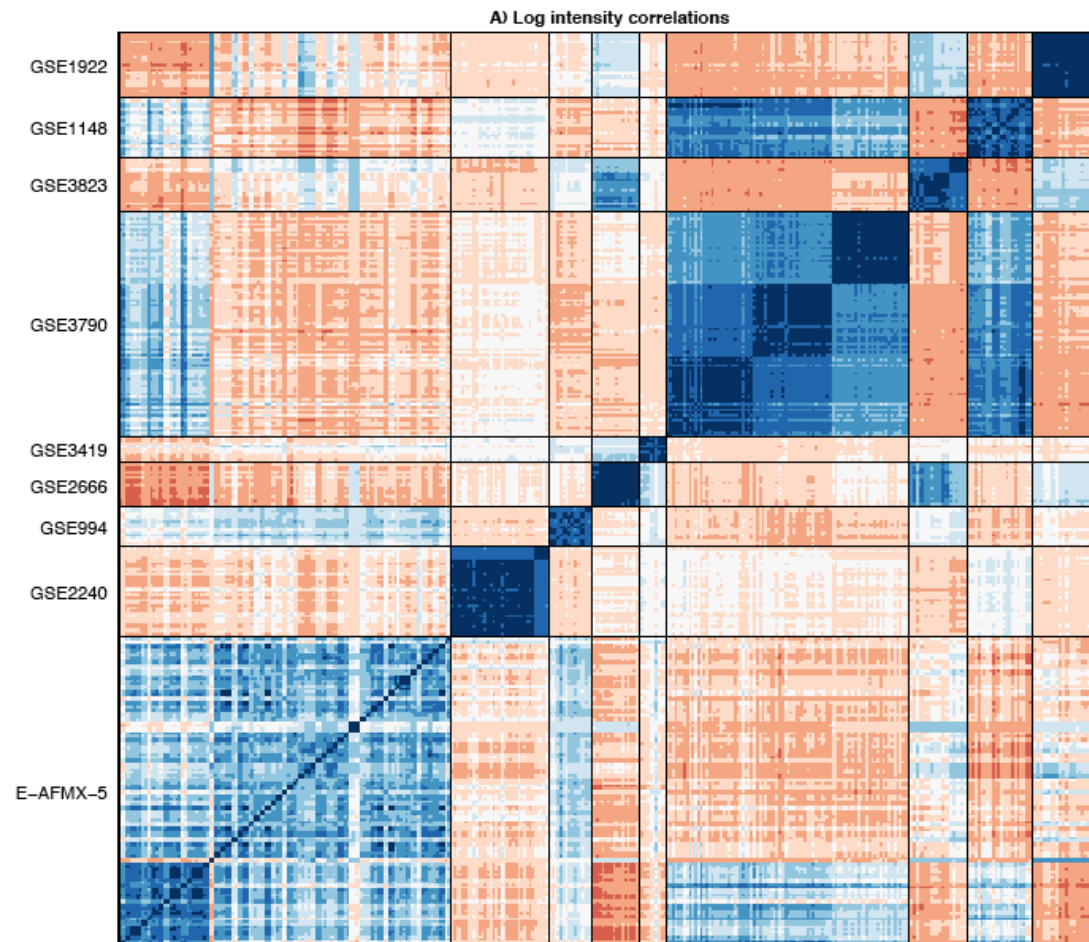 A) Log intensity correlations
GSE1922
GSE1148
GSE3823
GSE3790
GSE3419
GSE2666
GSE994
GSE2240
E−AFMX−5